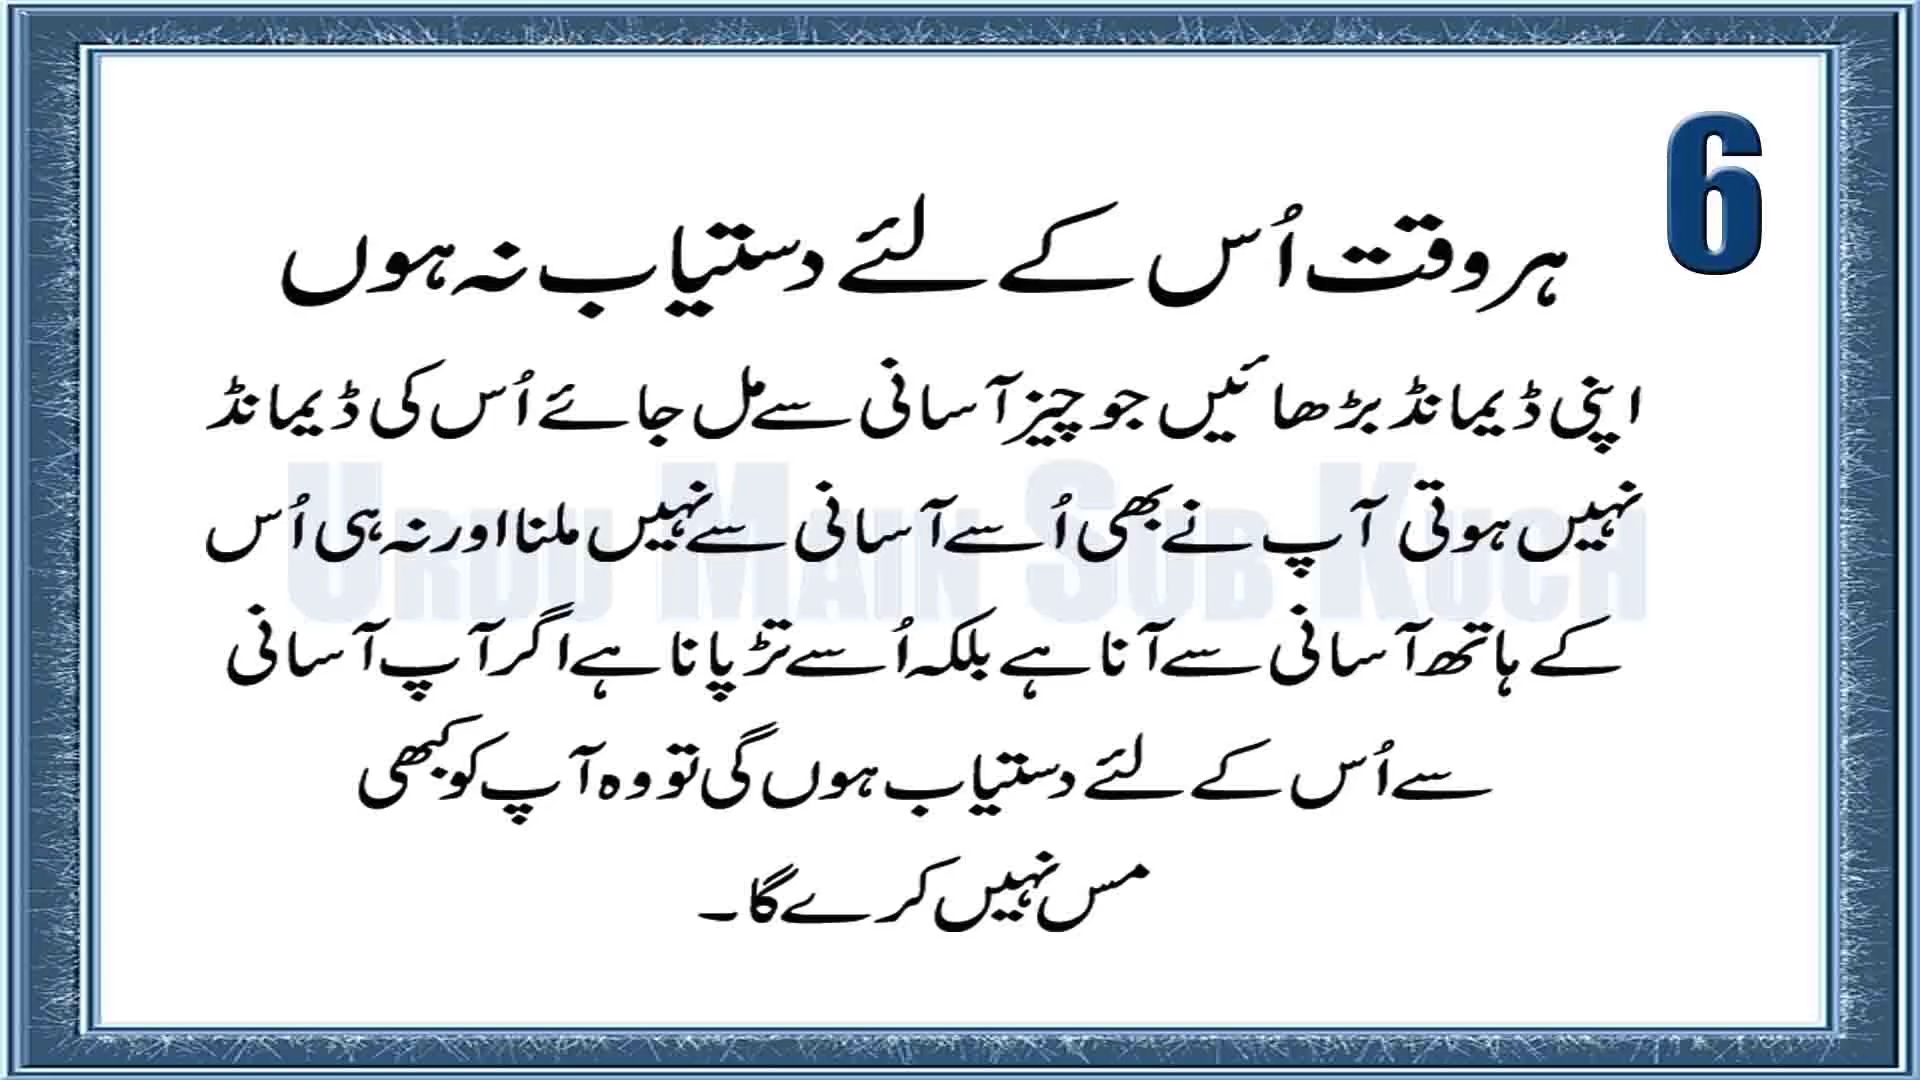 6
ہر وقت اُس کے لئے دستیاب نہ ہوں
اپنی ڈیمانڈ بڑھائیں جو چیز آسانی سے مل جائے اُس کی ڈیمانڈ
نہیں ہوتی آپ نے بھی اُسے آسانی سے نہیں ملنا اور نہ ہی اُس
کے ہاتھ آسانی سے آنا ہے بلکہ اُسے تڑپانا ہے اگر آپ آسانی
سے اُس کے لئے دستیاب ہوں گی تو وہ آپ کو کبھی
مس نہیں کرے گا۔
URDU MAIN SUB KUCH